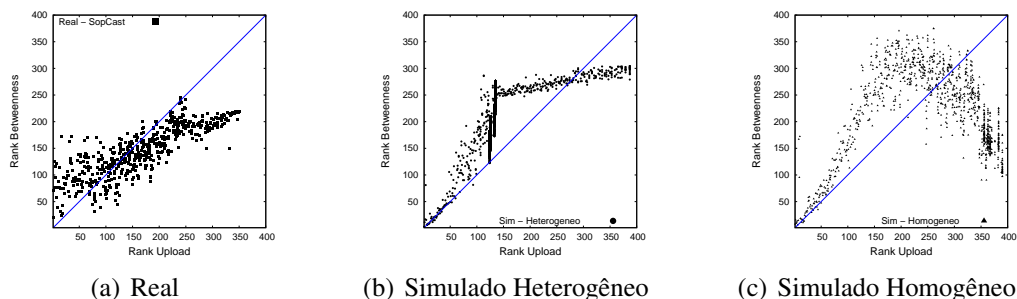 400
350
300
250
200
150
100
50
50 100 150 200 250 300 350 400
Rank Betweenness
Rank Upload
Real – SopCast
(a) Real
400
350
300
250
200
150
100
50
50 100 150 200 250 300 350 400
Rank Betweenness
Rank Upload
Sim – Heterogeneo
(b) Simulado Heterogêneo
400
350
300
250
200
150
100
50
50 100 150 200 250 300 350 400
Rank Betweenness
Rank Upload
Sim – Homogeneo
(c) Simulado Homogêneo